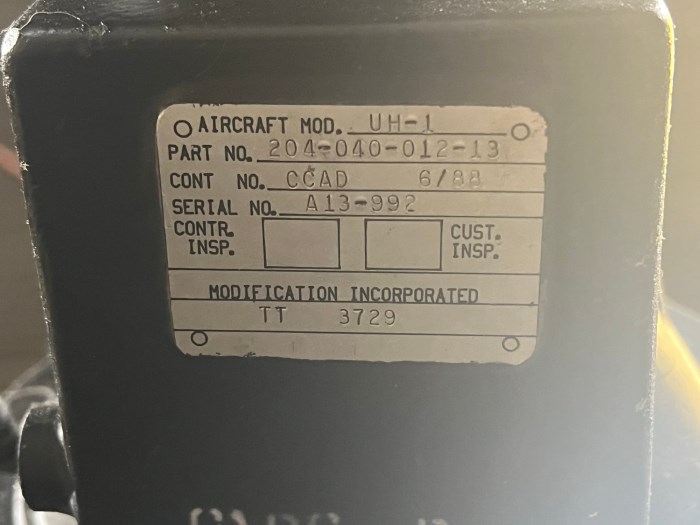 AIRCRAFT MOD. UH-1
PART NO. 204-040-012-13
CONT NO. CCAD 6/88
SERIAL NO. A13-992
CONTR. INSP.
CUST. INSP.
MODIFICATION INCORPORATED
TT 3729